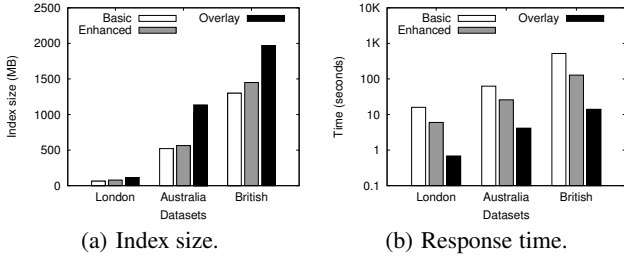 Index size (MB)
2500
2000
1500
1000
500
0
Basic
Enhanced
Overlay
London Australia British
Datasets
(a) Index size.
Time (seconds)
10K
1K
100
10
1
0.1
Basic
Enhanced
Overlay
London Australia British
Datasets
(b) Response time.